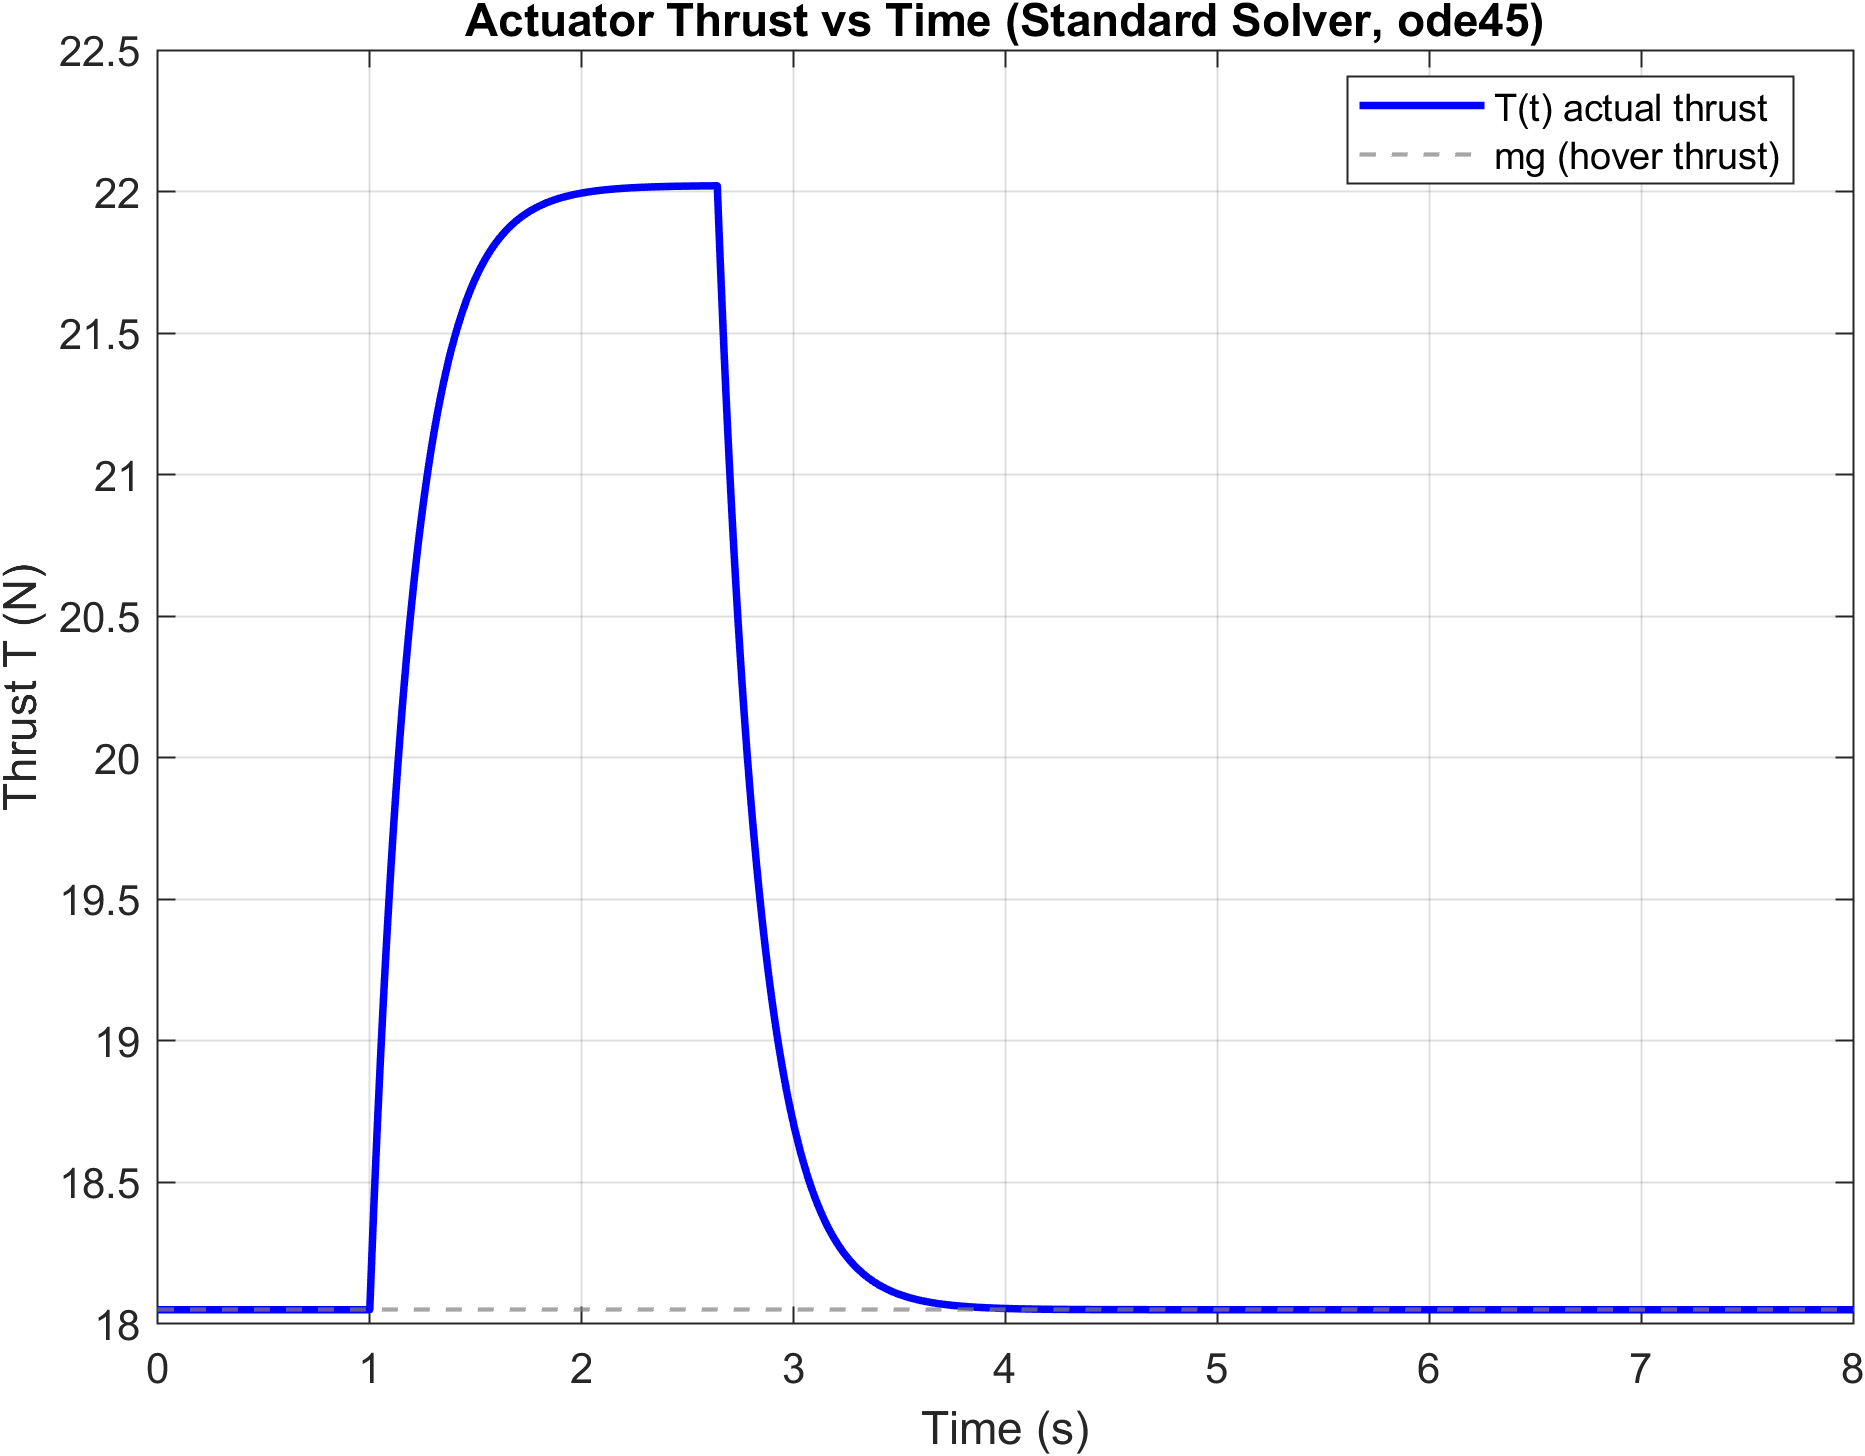 Actuator Thrust vs Time (Standard Solver, ode45)
22.5
22
21.5
21
20.5
20
19.5
19
18.5
18
Thrust T (N)
T(t) actual thrust
mg (hover thrust)
0 1 2 3 4 5 6 7 8
Time (s)